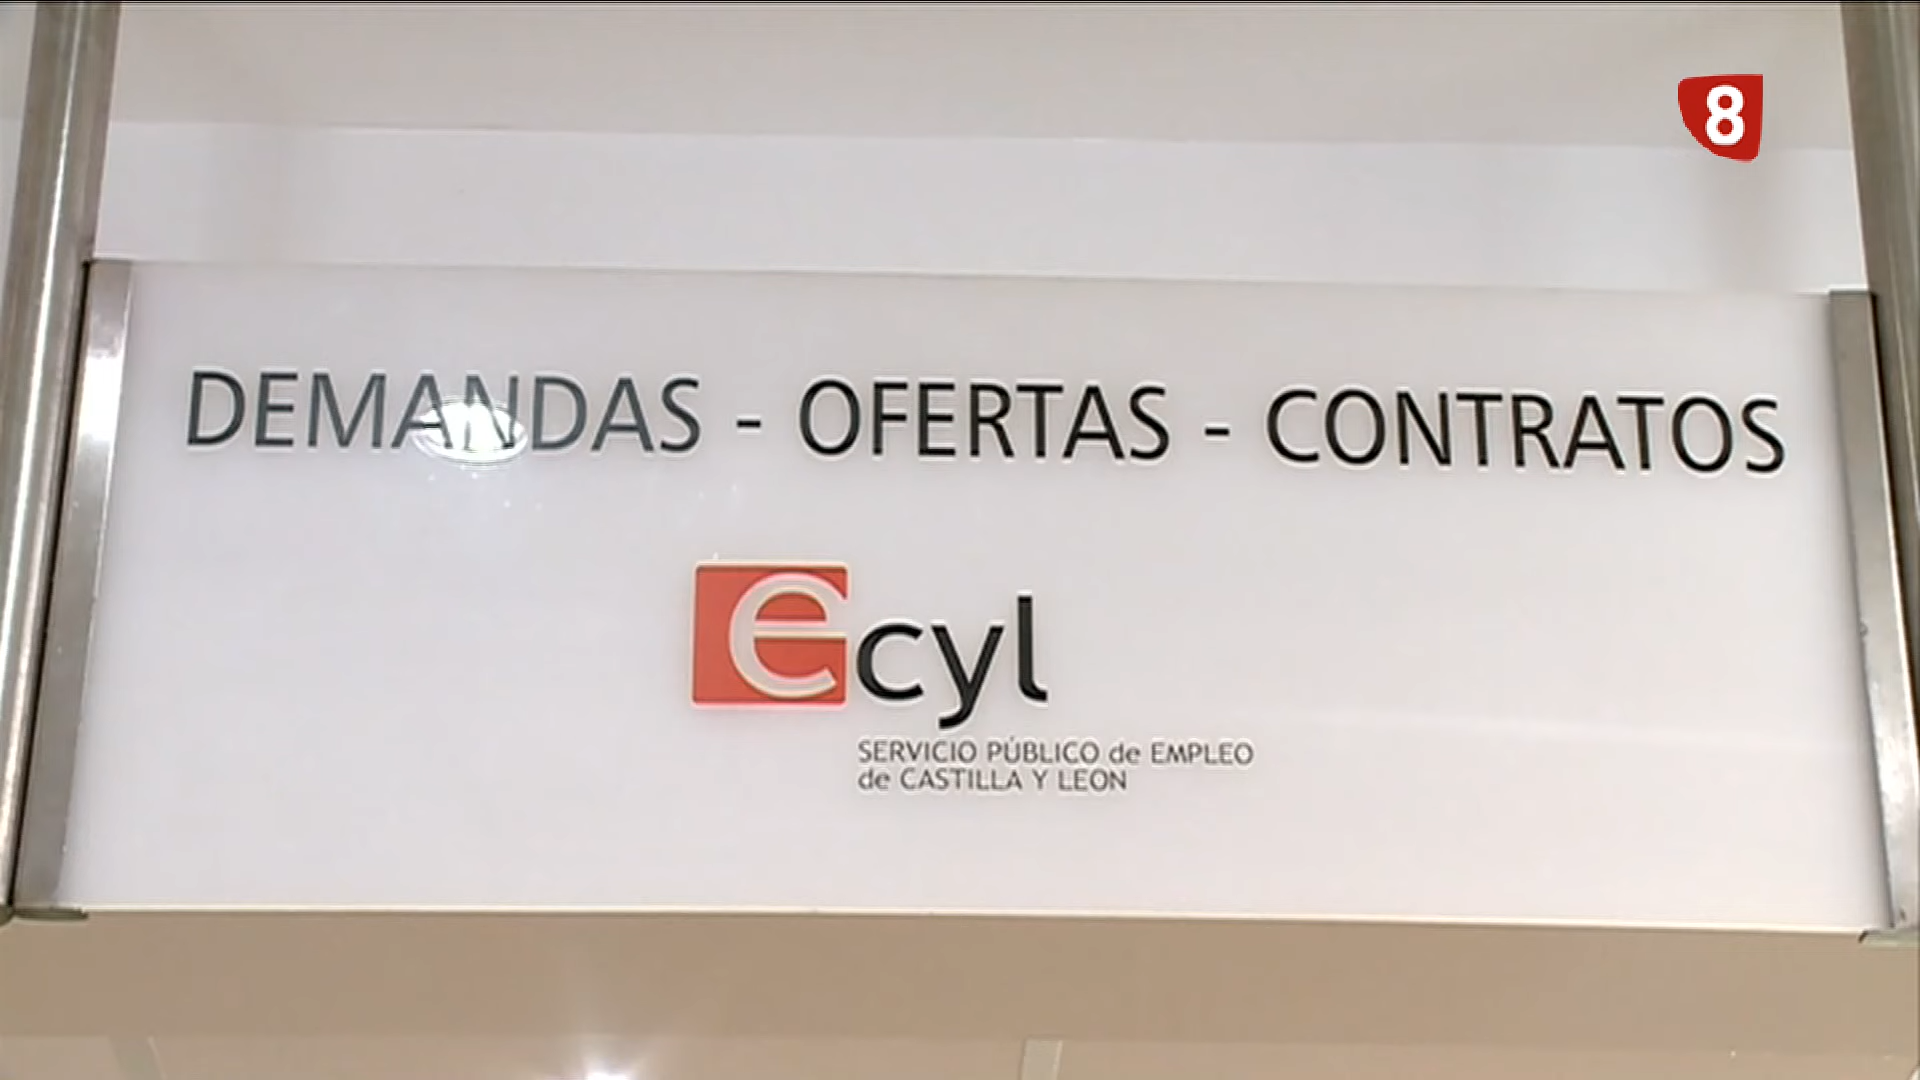 8
DEMANDAS - OFERTAS - CONTRATOS
ecyl
SERVICIO PÚBLICO de EMPLEO
de CASTILLA Y LEON